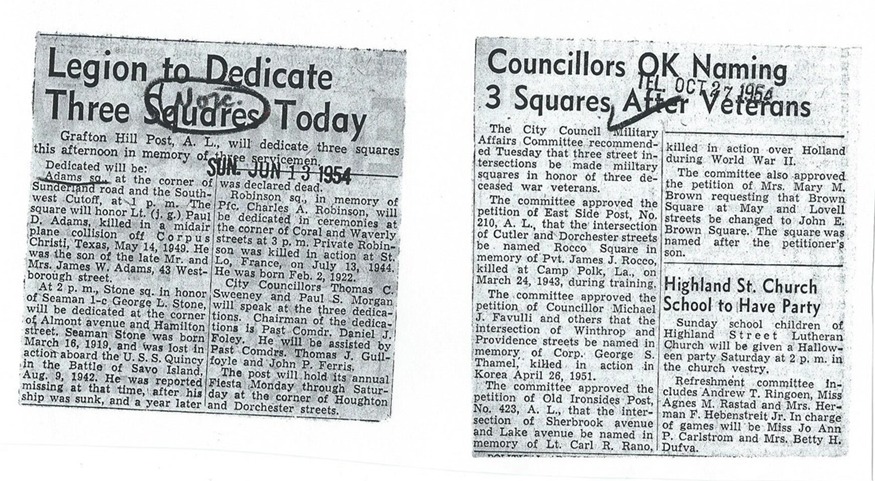 Legion to Dedicate
Three Squares Today
Grafton Hill Post, A. L., will dedicate three squares
this afternoon in memory of three servicemen.
SUN. JUN 13 1954
Dedicated will be:
Adams sq., at the corner of
Sunderland road and the South-
west Cutoff, at 1 p. m. The
square will honor Lt. (j. g.) Paul
D. Adams, killed in a midair
plane collision off Corpus
Christi, Texas, May 14, 1949. He
was the son of the late Mr. and
Mrs. James W. Adams, 43 West-
borough street.
At 2 p. m., Stone sq. in honor
of Seaman 1-c George L. Stone,
will be dedicated at the corner
of Almont avenue and Hamilton
street. Seaman Stone was born
March 16, 1919, and was lost in
action aboard the U. S. S. Quincy
in the Battle of Savo Island,
Aug. 9, 1942. He was reported
missing at that time, after his
ship was sunk, and a year later
was declared dead.
Robinson sq., in memory of
Pfc. Charles A. Robinson, will
be dedicated in ceremonies at
the corner of Coral and Waverly
streets at 3 p. m. Private Robin-
son was killed in action at St.
Lo, France, on July 13, 1944.
He was born Feb. 2, 1922.
City Councillors Thomas C.
Sweeney and Paul S. Morgan
will speak at the three dedica-
tions. Chairman of the dedica-
tions is Past Comdr. Daniel J.
Foley. He will be assisted by
Past Comdrs. Thomas J. Guil-
foyle and John P. Ferris.
The post will hold its annual
Fiesta Monday through Satur-
day at the corner of Houghton
and Dorchester streets.
Councillors OK Naming
3 Squares After Veterans
TEL. OCT 27 1954
The City Council Military
Affairs Committee recommend-
ed Tuesday that three street in-
tersections be made miiltary
squares in honor of three de-
ceased war veterans.
The committee approved the
petition of East Side Post, No.
210, A. L., that the intersection
of Cutler and Dorchester streets
be named Rocco Square in
memory of Pvt. James J. Rocco,
killed at Camp Polk, La., on
March 24, 1943, during training.
The committee approved the
petition of Councilor Michael
J. Favulli and others that the
intersection of Winthrop and
Providence streets be named in
memory of Corp. George S.
Thamel, killed in action in
Korea April 26, 1951.
The committee approved the
petition of Old Ironsides Post,
No. 423, A. L., that the inter-
section of Sherbrook avenue
and Lake avenue be named in
memory of Lt. Carl R. Rano,
killed in action over Holland
during World War II.
The committee also approved
the petition of Mrs. Mary M.
Brown requesting that Brown
Square at May and Lovell
streets be changed to John E.
Brown Square. The square was
named after the petitioner's
son.
Highland St. Church
School to Have Party
Sunday school children of
Highland Street Lutheran
Church will be given a Hallow-
een party Saturday at 2 p. m. in
the church vestry.
Refreshment committee in-
cludes Andrew T. Ringoen, Miss
Agnes M. Rastad and Mrs. Her-
man F. Hebenstreit Jr. In charge
of games will be Miss Jo Ann
P. Carlstrom and Mrs. Betty H.
Dufva.